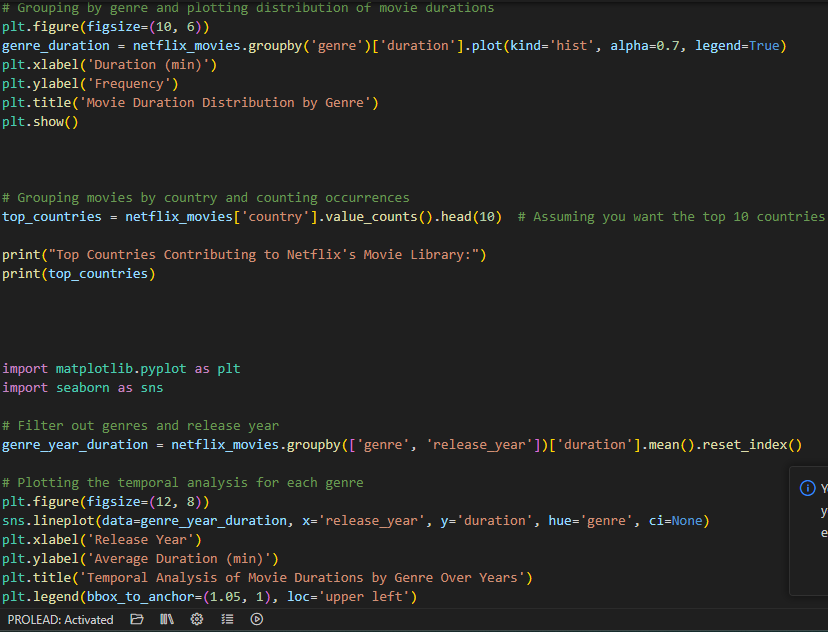 # Grouping by genre and plotting distribution of movie durations
plt.figure(figsize=(10, 6))
genre_duration = netflix_movies.groupby('genre')['duration'].plot(kind='hist', alpha=0.7, legend=True)
plt.xlabel('Duration (min)')
plt.ylabel('Frequency')
plt.title('Movie Duration Distribution by Genre')
plt.show()
# Grouping movies by country and counting occurrences
top_countries = netflix_movies['country'].value_counts().head(10)  # Assuming you want the top 10 countries
print("Top Countries Contributing to Netflix's Movie Library:")
print(top_countries)
import matplotlib.pyplot as plt
import seaborn as sns
# Filter out genres and release year
genre_year_duration = netflix_movies.groupby(['genre', 'release_year'])['duration'].mean().reset_index()
# Plotting the temporal analysis for each genre
plt.figure(figsize=(12, 8))
sns.lineplot(data=genre_year_duration, x='release_year', y='duration', hue='genre', ci=None)
plt.xlabel('Release Year')
plt.ylabel('Average Duration (min)')
plt.title('Temporal Analysis of Movie Durations by Genre Over Years')
plt.legend(bbox_to_anchor=(1.05, 1), loc='upper left')
PROLEAD: Activated